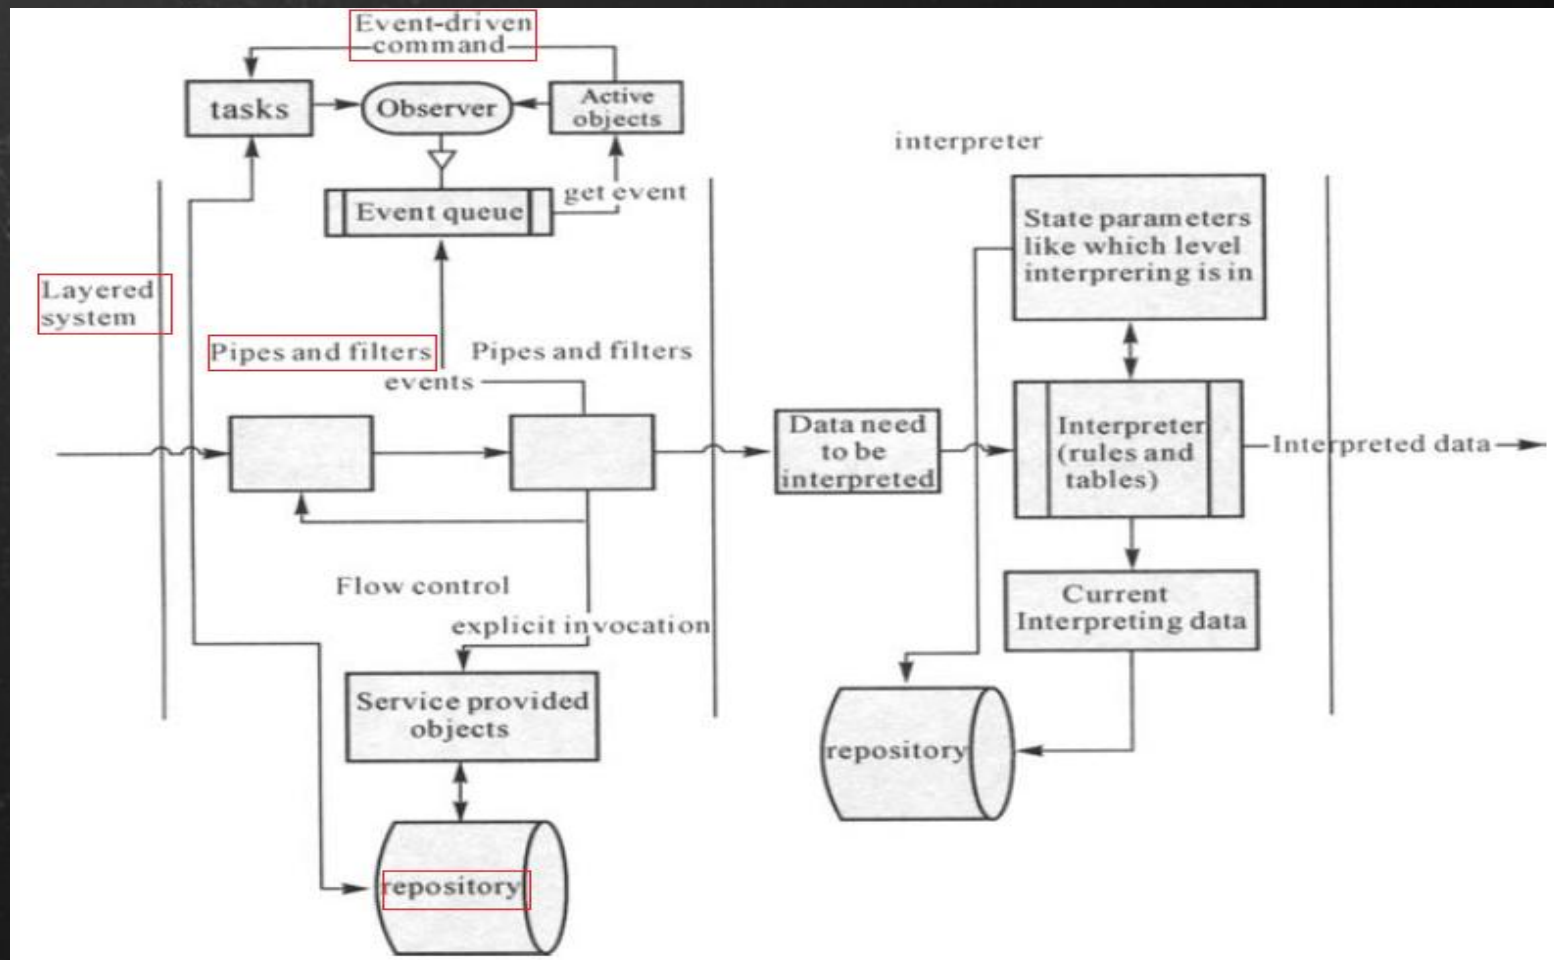 Event-driven
command
tasks
Observer
Active
objects
interpreter
get event
Event queue
State parameters
like which level
interprering is in
Layered
system
Pipes and filters
Pipes and filters
events
Data need
to be
interpreted
Interpreter
(rules and
tables)
Interpreted data
Flow control
explicit invocation
Current
Interpreting data
Service provided
objects
repository
repository